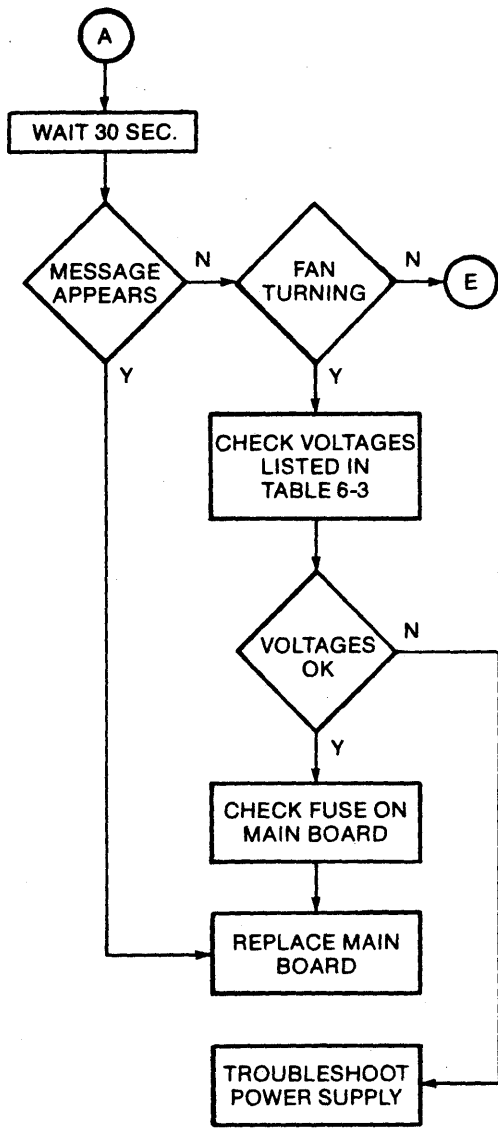 A
WAIT 30 SEC.
MESSAGE
APPEARS
N
FAN
TURNING
N
E
Y
Y
CHECK VOLTAGES
LISTED IN
TABLE 6-3
VOLTAGES
OK
N
Y
CHECK FUSE ON
MAIN BOARD
REPLACE MAIN
BOARD
TROUBLESHOOT
POWER SUPPLY